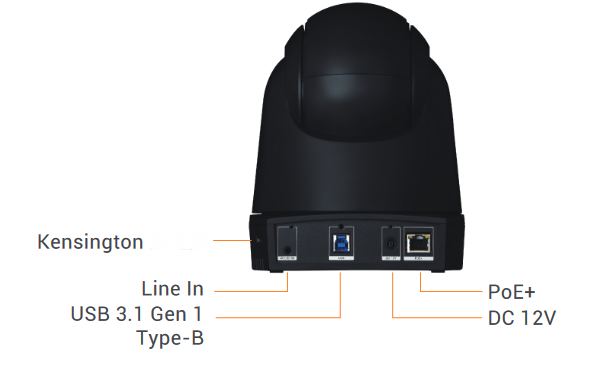 Kensington
Line In
USB 3.1 Gen 1
Type-B
PoE+
DC 12V